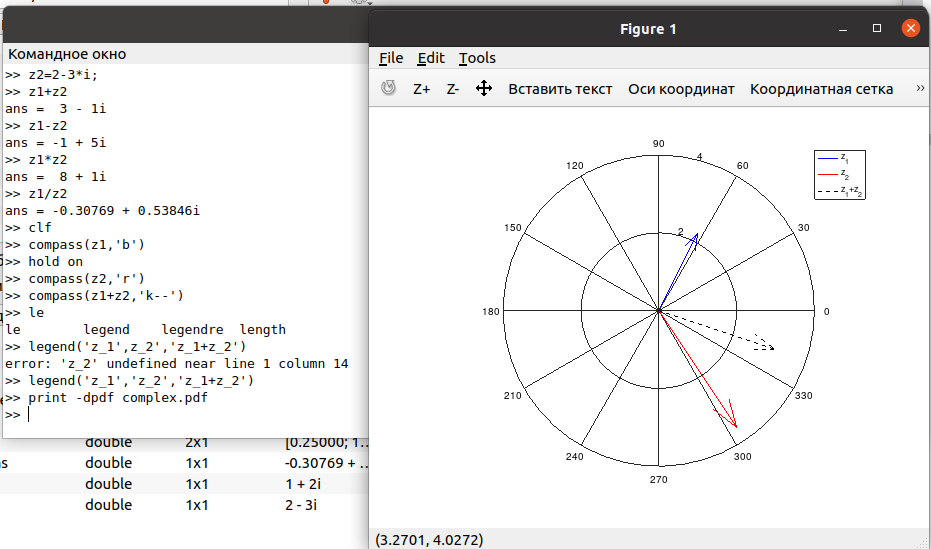 Командное окно
>> z2=2-3*i;
>> z1+z2
ans =  3 - 1i
>> z1-z2
ans = -1 + 5i
>> z1*z2
ans =  8 + 1i
>> z1/z2
ans = -0.30769 + 0.53846i
>> clf
>> compass(z1,'b')
>> hold on
>> compass(z2,'r')
>> compass(z1+z2,'k--')
>> le
le        legend    legendre  length
>> legend('z_1',z_2','z_1+z_2')
error: 'z_2' undefined near line 1 column 14
>> legend('z_1','z_2','z_1+z_2')
>> print -dpdf complex.pdf
>>
double 2x1 [0.25000; 1...
double 1x1 -0.30769 + ...
double 1x1 1 + 2i
double 1x1 2 - 3i
Figure 1
File Edit Tools
Z+ Z- Вставить текст Оси координат Координатная сетка »
90
120 4 60
z1
z2
z1+z2
150 2 30
180 0
210 330
240 300
270
(3.2701, 4.0272)